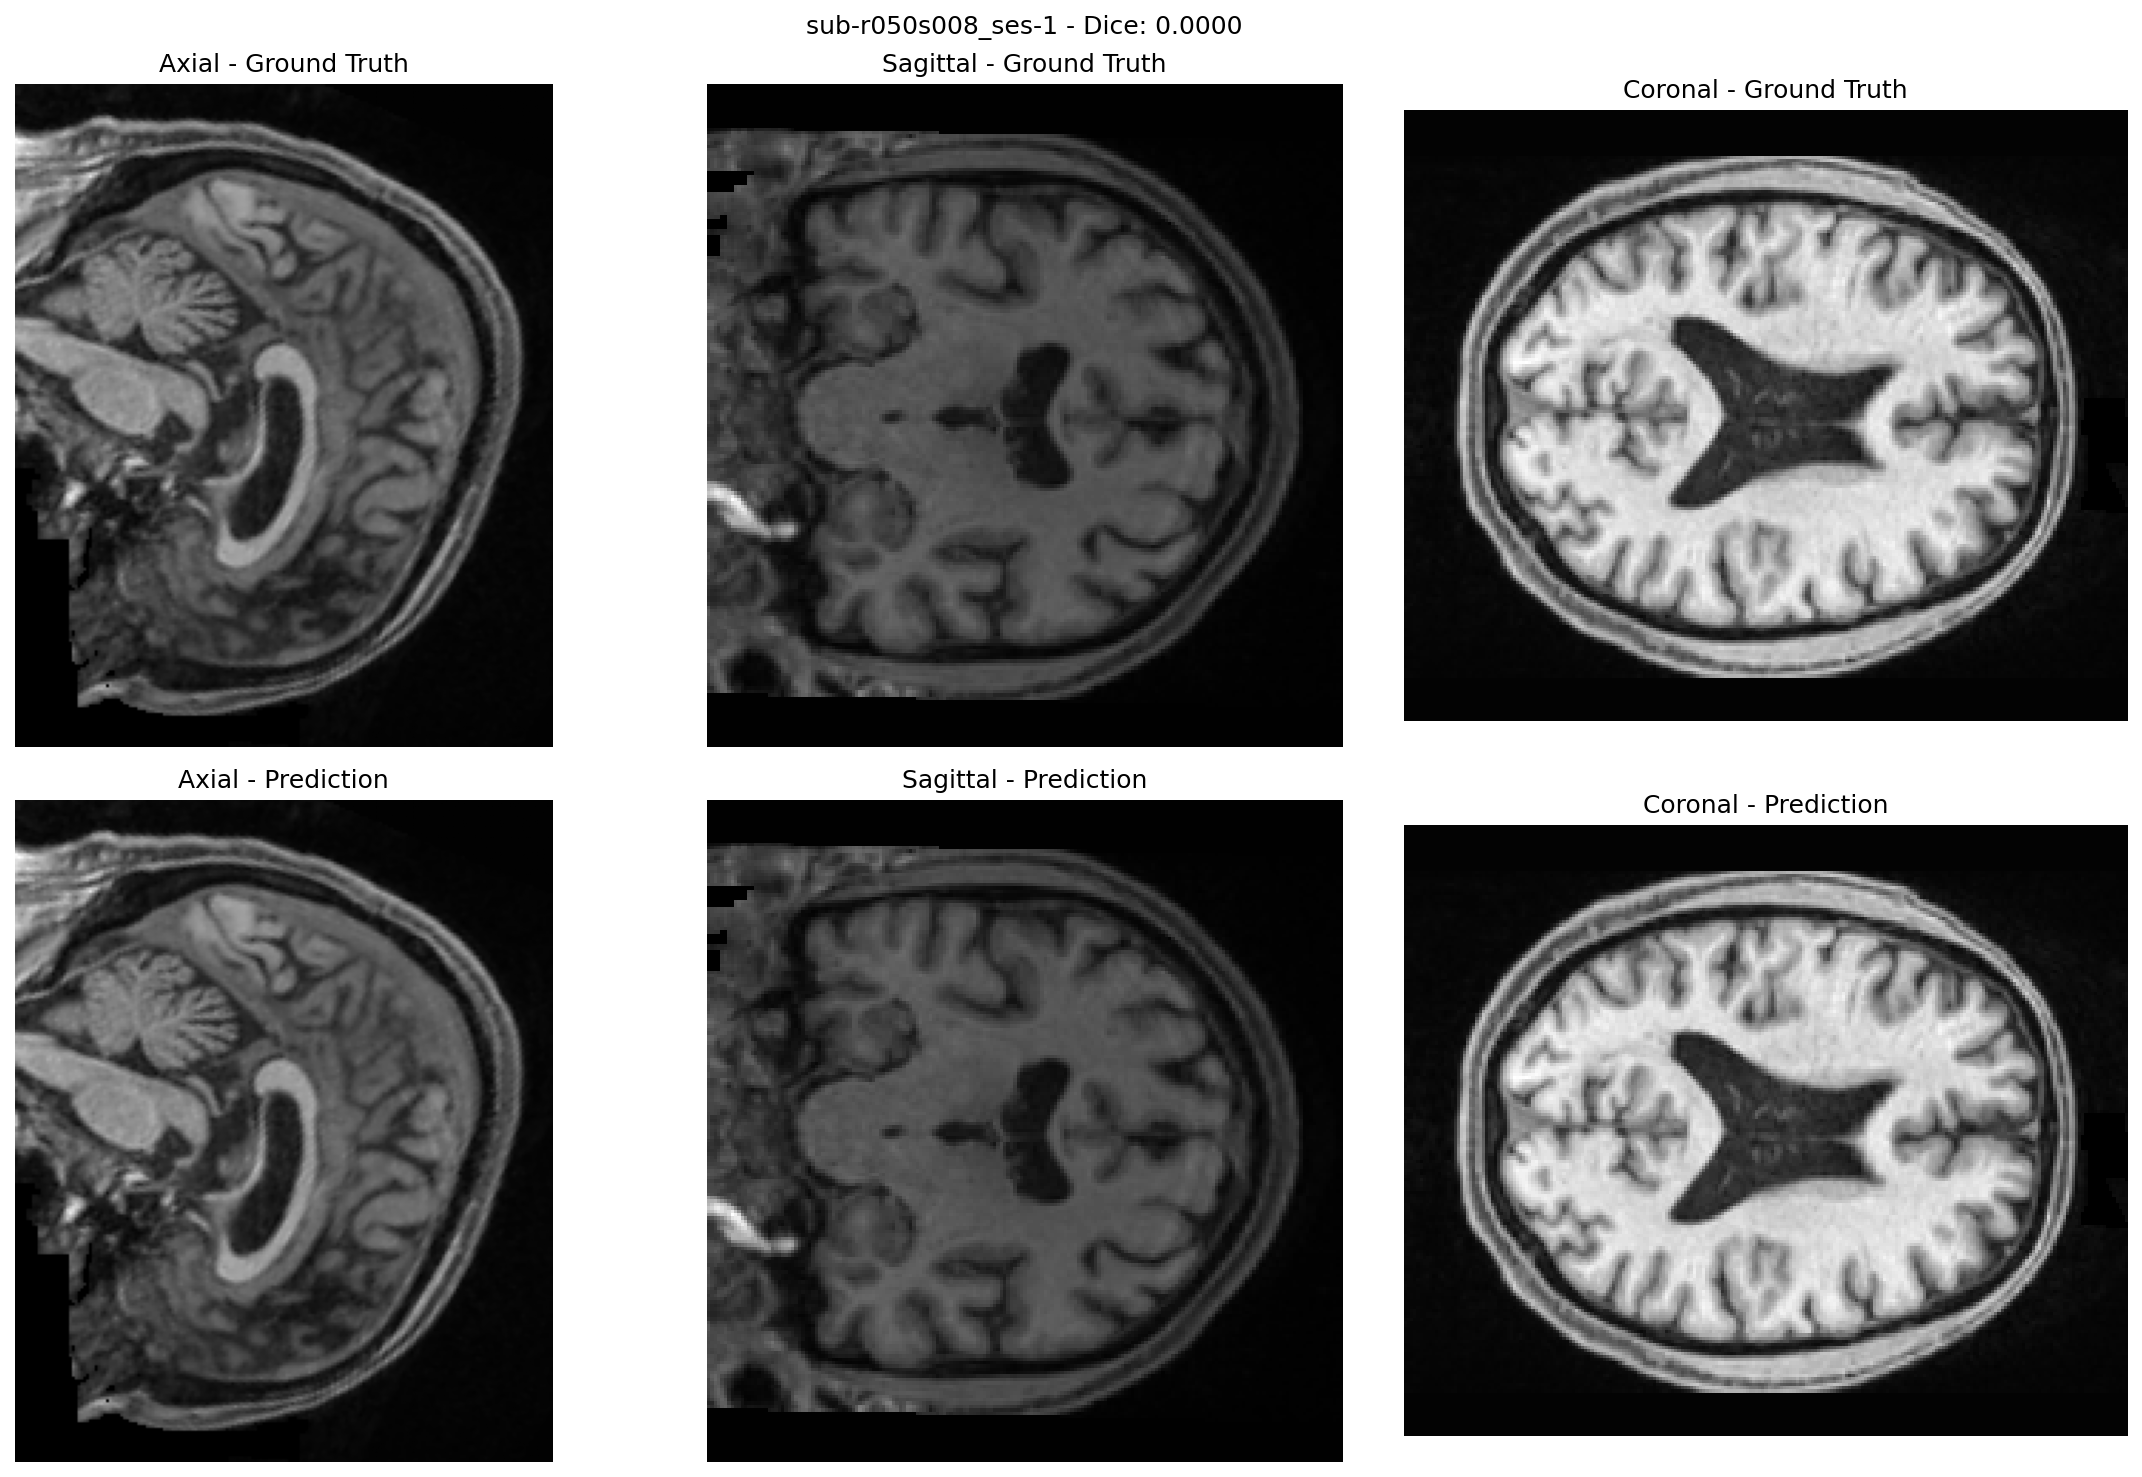 sub-r050s008_ses-1 - Dice: 0.0000
Axial - Ground Truth
Sagittal - Ground Truth
Coronal - Ground Truth
Axial - Prediction
Sagittal - Prediction
Coronal - Prediction